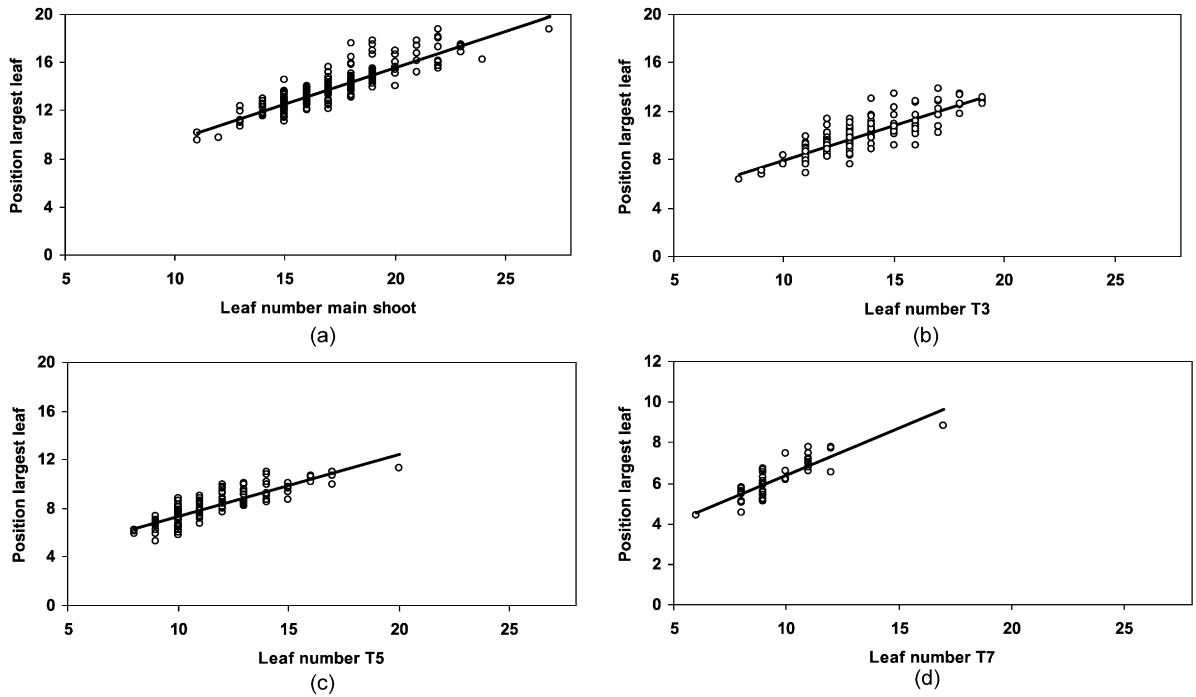 20
16
12
8
4
0
Position largest leaf
5 10 15 20 25
Leaf number main shoot
(a)
20
16
12
8
4
0
Position largest leaf
5 10 15 20 25
Leaf number T3
(b)
20
16
12
8
4
0
Position largest leaf
5 10 15 20 25
Leaf number T5
(c)
12
10
8
6
4
2
0
Position largest leaf
5 10 15 20 25
Leaf number T7
(d)